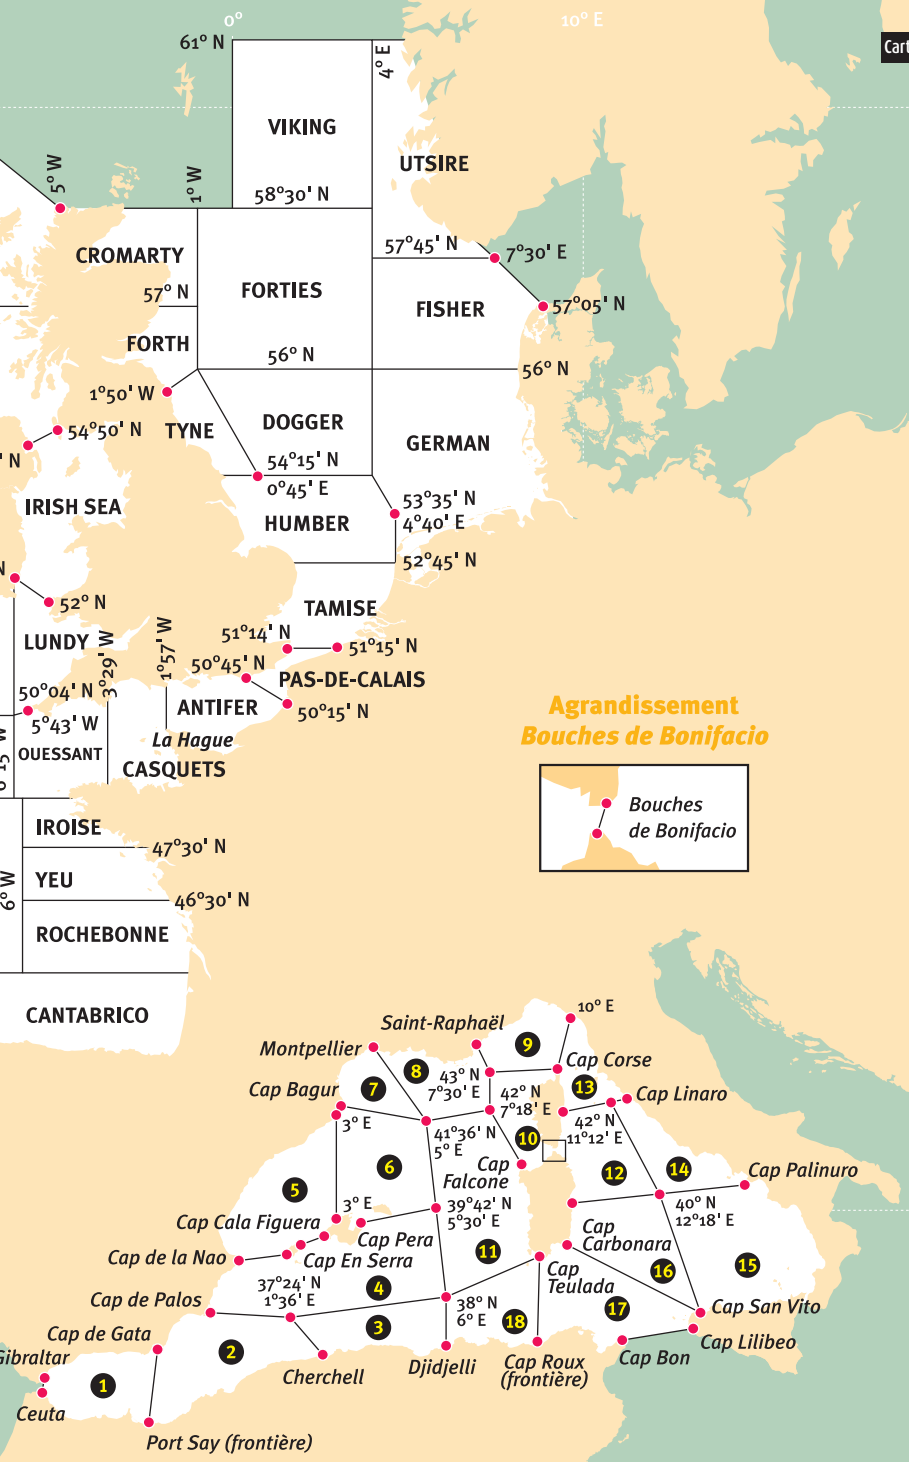 0°
10° E
61° N
4° E
Cart
VIKING
5° W
1° W
UTSIRE
58°30' N
57°45' N
7°30' E
CROMARTY
57° N
FORTIES
57°05' N
FISHER
FORTH
56° N
56° N
1°50' W
54°50' N
TYNE
DOGGER
GERMAN
' N
54°15' N
0°45' E
53°35' N
4°40' E
IRISH SEA
HUMBER
52°45' N
N
52° N
TAMISE
LUNDY
3°29' W
1°57' W
51°14' N
51°15' N
50°45' N
PAS-DE-CALAIS
50°04' N
5°43' W
ANTIFER
50°15' N
La Hague
OUESSANT
CASQUETS
Agrandissement
Bouches de Bonifacio
Bouches
de Bonifacio
IROISE
47°30' N
YEU
6° W
46°30' N
ROCHEBONNE
CANTABRICO
10° E
Saint-Raphaël
9
Montpellier
8
Cap Corse
7
43° N
7°30' E
13
Cap Bagur
42° N
7°18' E
Cap Linaro
3° E
41°36' N
5° E
10
42° N
11°12' E
6
Cap
Falcone
12
14
Cap Palinuro
5
3° E
39°42' N
5°30' E
40° N
12°18' E
Cap Cala Figuera
Cap Pera
Cap
Carbonara
Cap de la Nao
Cap En Serra
11
Cap
Teulada
16
15
37°24' N
1°36' E
4
Cap de Palos
38° N
6° E
17
Cap San Vito
3
18
Cap de Gata
2
Cap Lilibeo
Gibraltar
Cherchell
Djidjelli
Cap Roux
(frontière)
Cap Bon
1
Ceuta
Port Say (frontière)